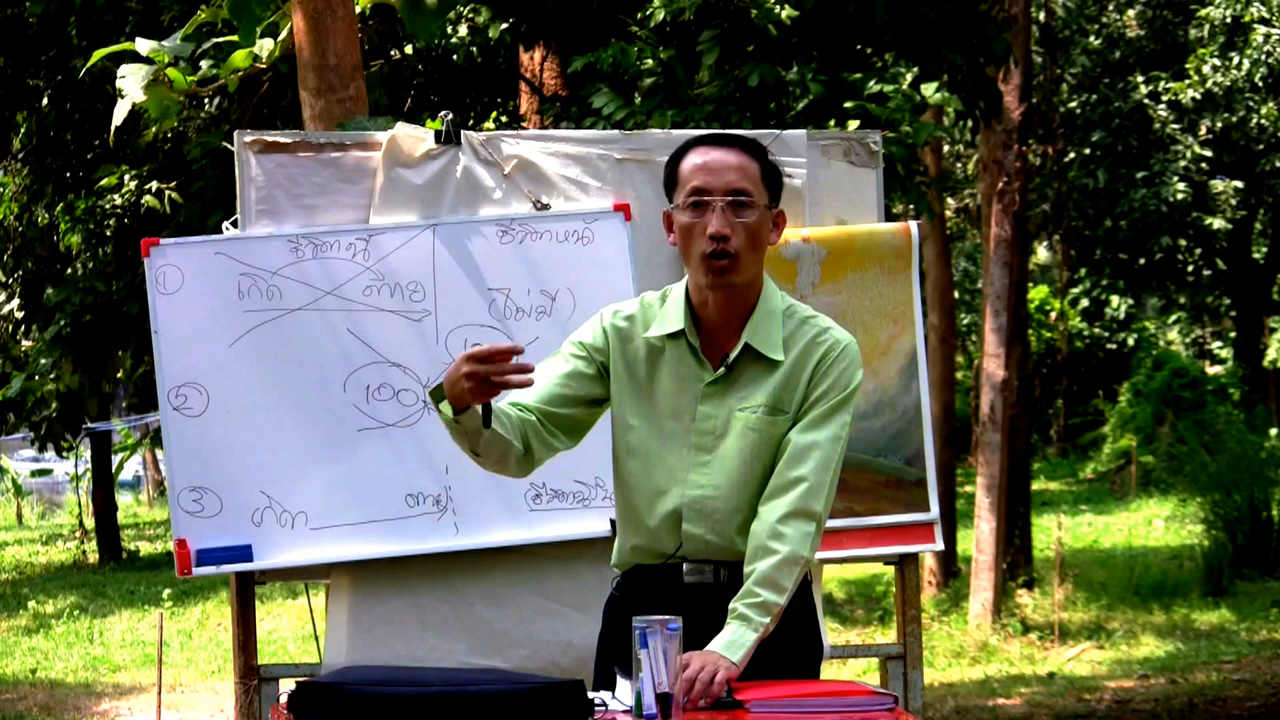 ชีวิตนี้
ชีวิตหน้า
①
เกิด
ตาย
(ไม่มี)
②
100
③
เกิด
ตาย